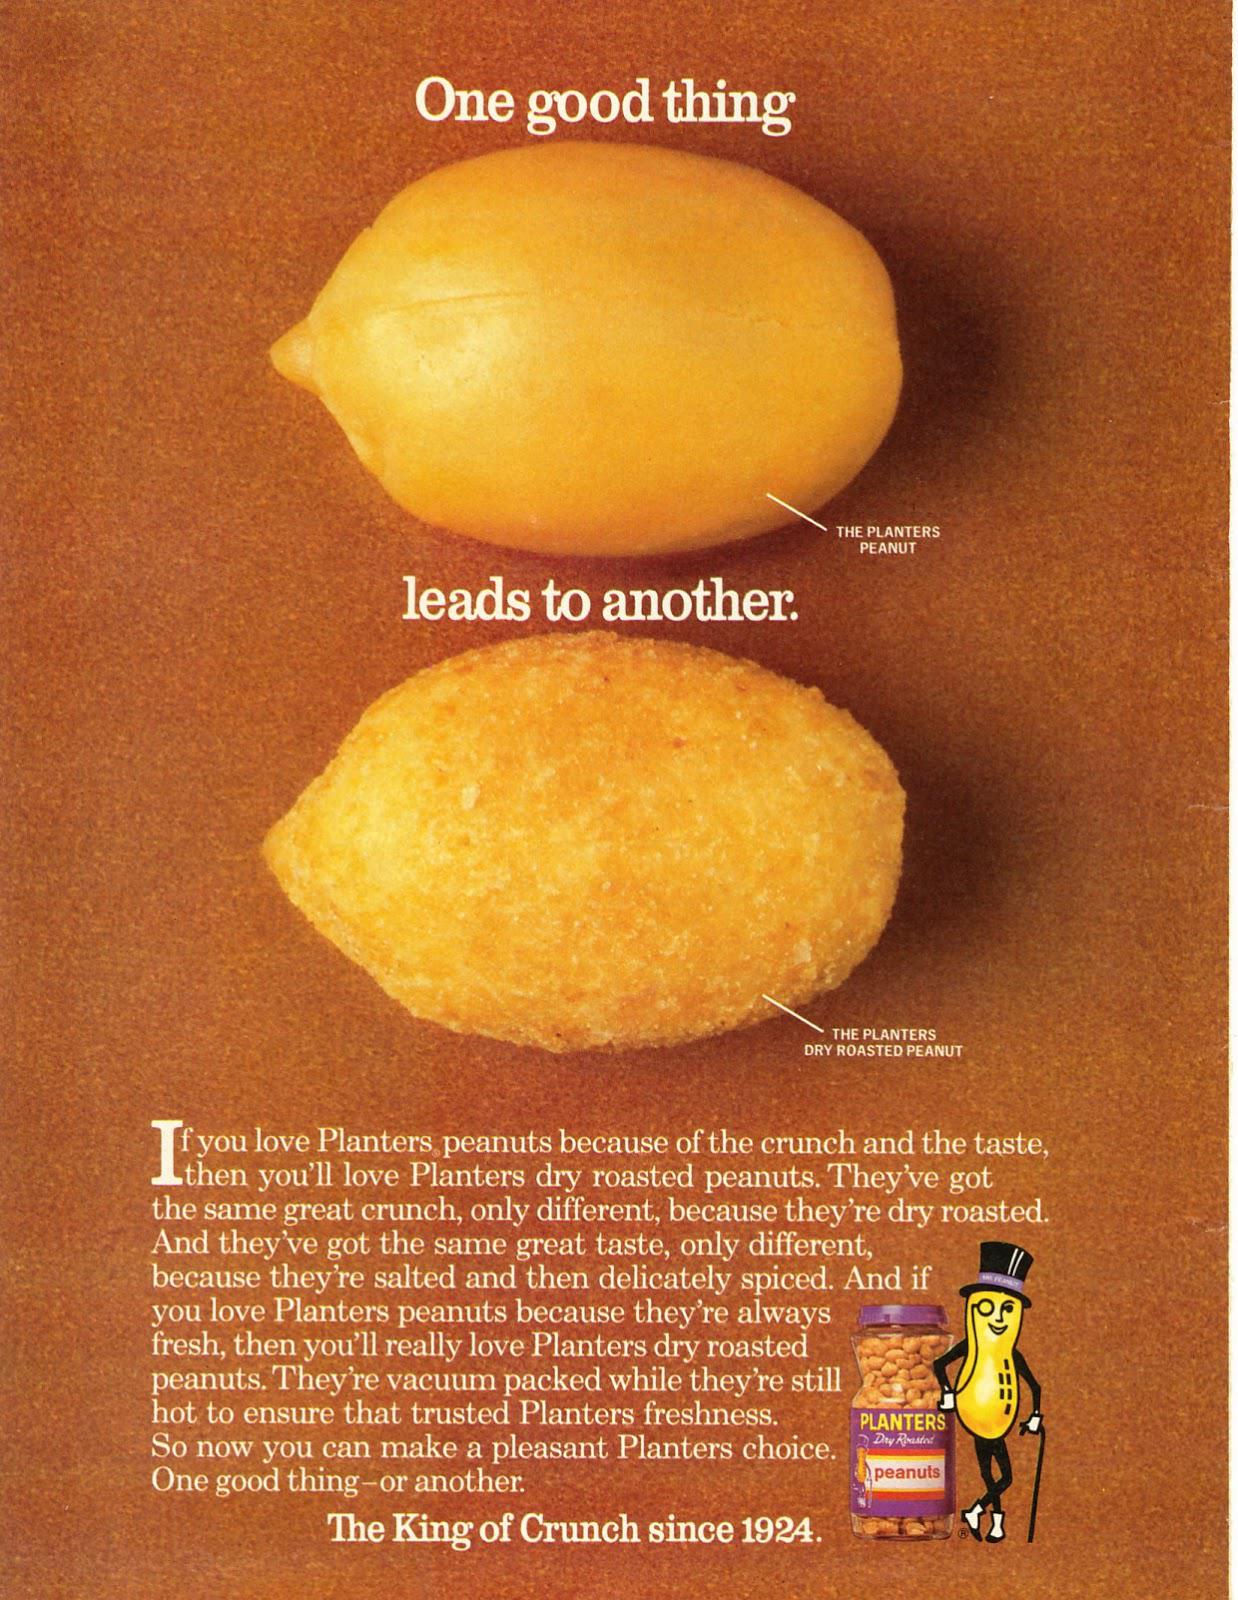 One good thing
THE PLANTERS
PEANUT
leads to another.
THE PLANTERS
DRY ROASTED PEANUT
If you love Planters® peanuts because of the crunch and the taste,
then you'll love Planters dry roasted peanuts. They've got
the same great crunch, only different, because they're dry roasted.
And they've got the same great taste, only different,
because they're salted and then delicately spiced. And if
you love Planters peanuts because they're always
fresh, then you'll really love Planters dry roasted
peanuts. They're vacuum packed while they're still
hot to ensure that trusted Planters freshness.
So now you can make a pleasant Planters choice.
One good thing–or another.
The King of Crunch since 1924.
MR. PEANUT
PLANTERS
Dry Roasted
peanuts
®